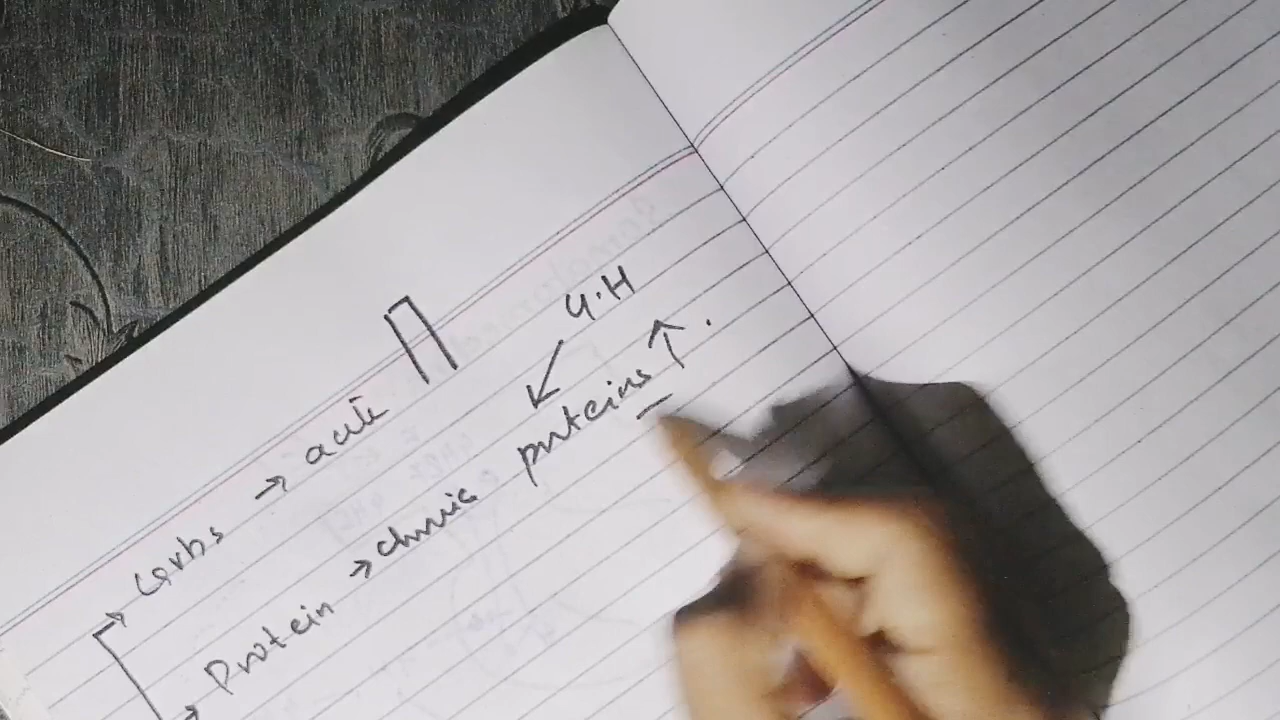 G.H
Carbs → acute
Protein → chronic proteins ↑.